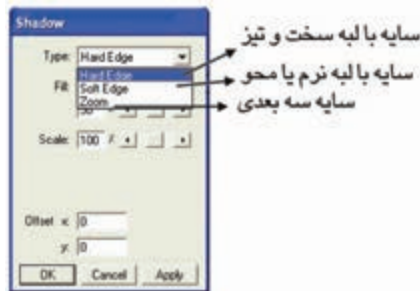 Shadow
Type: Hard Edge
Hard Edge
Fill: Soft Edge
Zoom
Scale: 100 %
Offset x: 0
y: 0
OK Cancel Apply
سایه با لبه سخت و تیز
سایه با لبه نرم یا محو
سایه سه بعدی